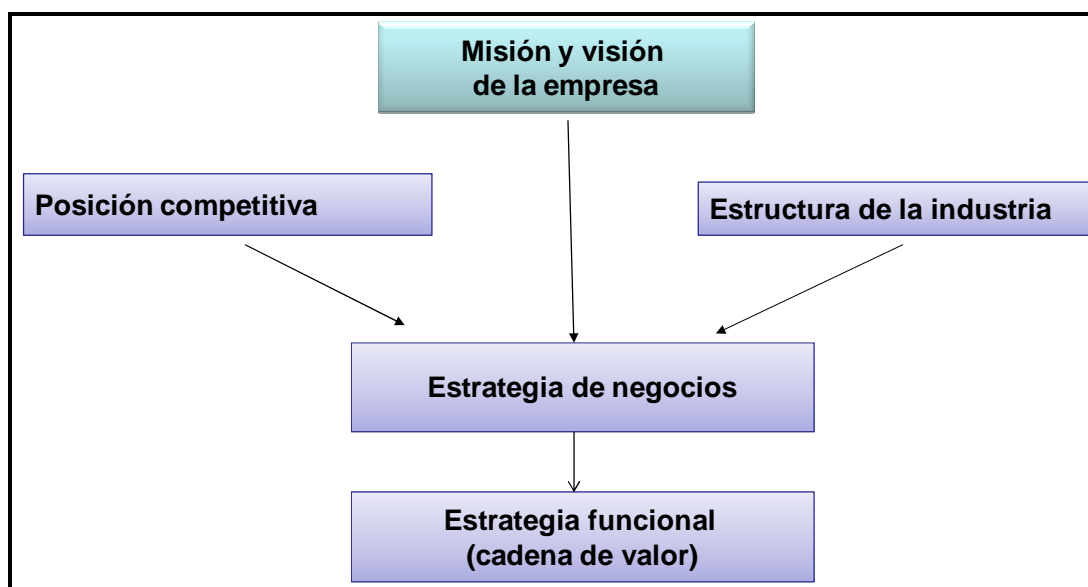 Misión y visión
de la empresa
Posición competitiva
Estructura de la industria
Estrategia de negocios
Estrategia funcional
(cadena de valor)